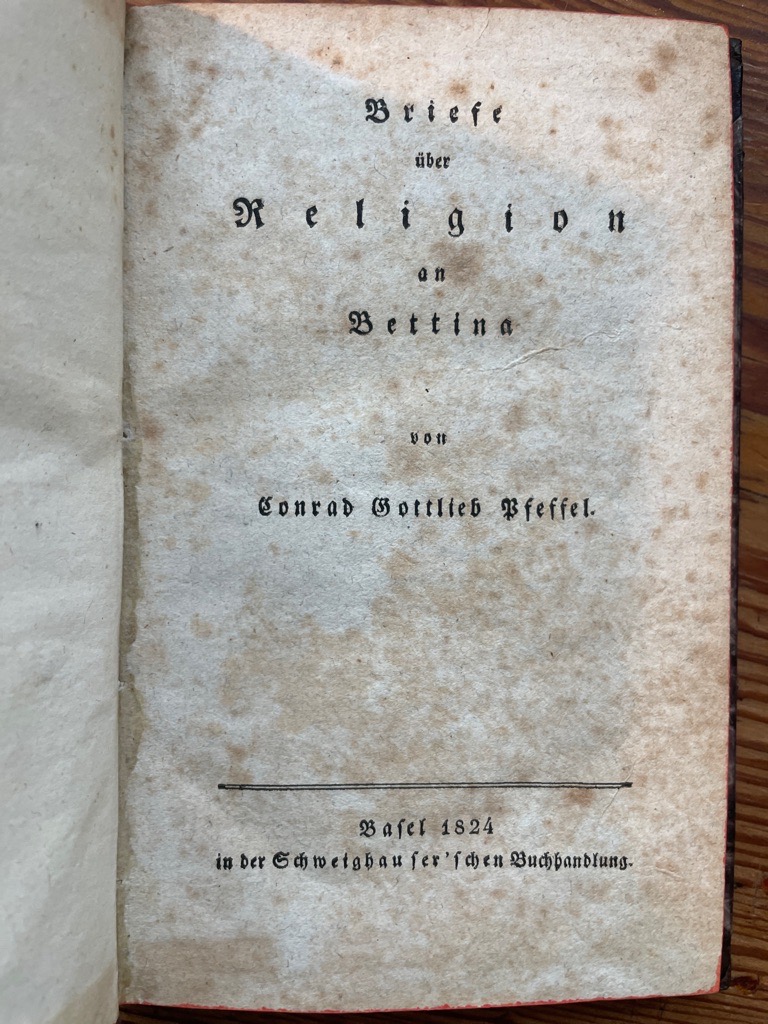 Briefe
über
Religion
an
Bettina
von
Conrad Gottlieb Pfeffel.
Basel 1824
in der Schweighauser'schen Buchhandlung.